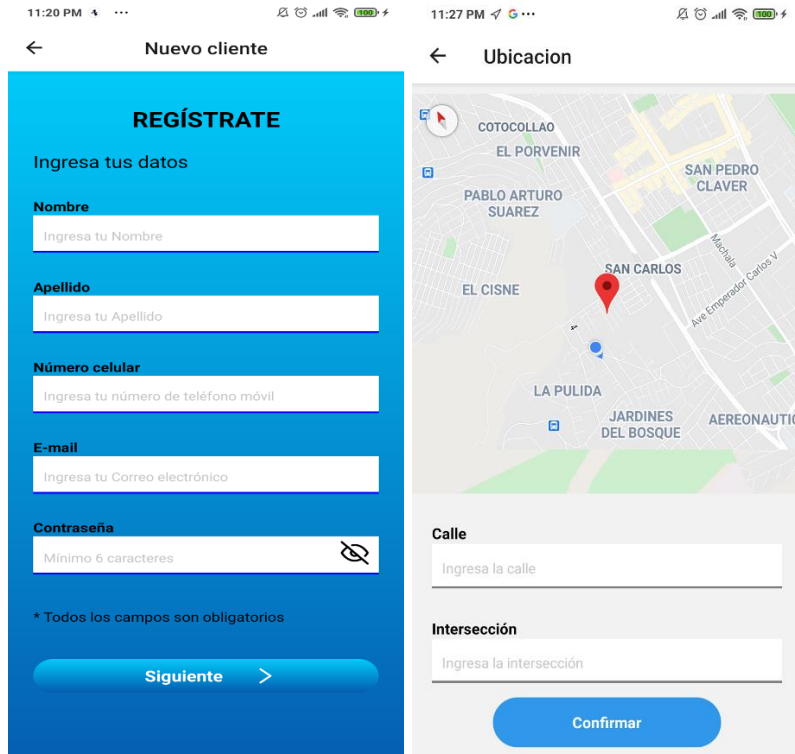 11:20 PM
100
Nuevo cliente
REGÍSTRATE
Ingresa tus datos
Nombre
Ingresa tu Nombre
Apellido
Ingresa tu Apellido
Número celular
Ingresa tu número de teléfono móvil
E-mail
Ingresa tu Correo electrónico
Contraseña
Mínimo 6 caracteres
* Todos los campos son obligatorios
Siguiente
11:27 PM G
100
Ubicacion
COTOCOLLAO
EL PORVENIR
SAN PEDRO
CLAVER
PABLO ARTURO
SUAREZ
Machala
SAN CARLOS
Ave Emperador Carlos V
EL CISNE
LA PULIDA
JARDINES
DEL BOSQUE
AEREONAUTIC
Calle
Ingresa la calle
Intersección
Ingresa la intersección
Confirmar